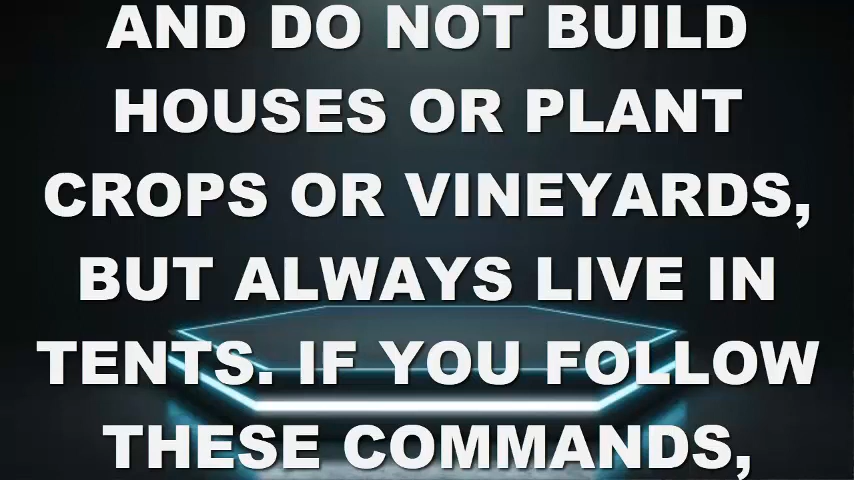 AND DO NOT BUILD
HOUSES OR PLANT
CROPS OR VINEYARDS,
BUT ALWAYS LIVE IN
TENTS. IF YOU FOLLOW
THESE COMMANDS,